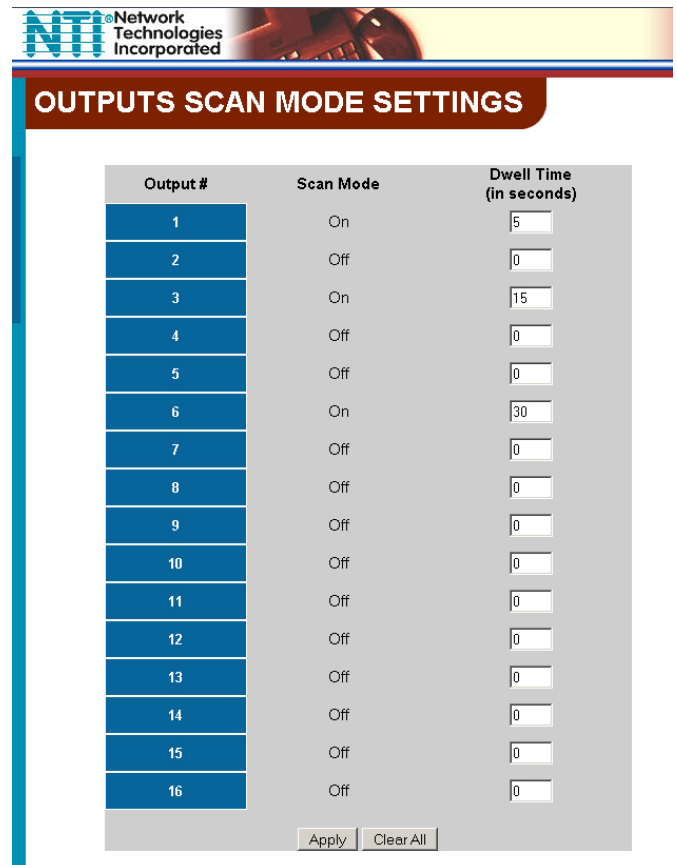 NTI® Network
Technologies
Incorporated
OUTPUTS SCAN MODE SETTINGS
Output # Scan Mode Dwell Time
(in seconds)
1 On 5
2 Off 0
3 On 15
4 Off 0
5 Off 0
6 On 30
7 Off 0
8 Off 0
9 Off 0
10 Off 0
11 Off 0
12 Off 0
13 Off 0
14 Off 0
15 Off 0
16 Off 0
Apply Clear All